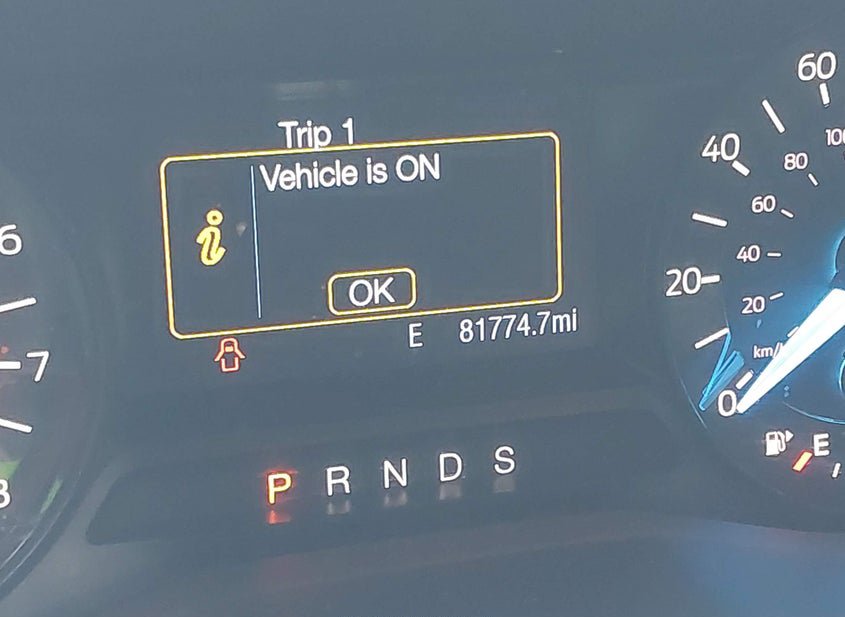 Trip 1
Vehicle is ON
i
OK
E 81774.7mi
P R N D S
6
7
60
40
20
0
80
60
40
20
km/
E